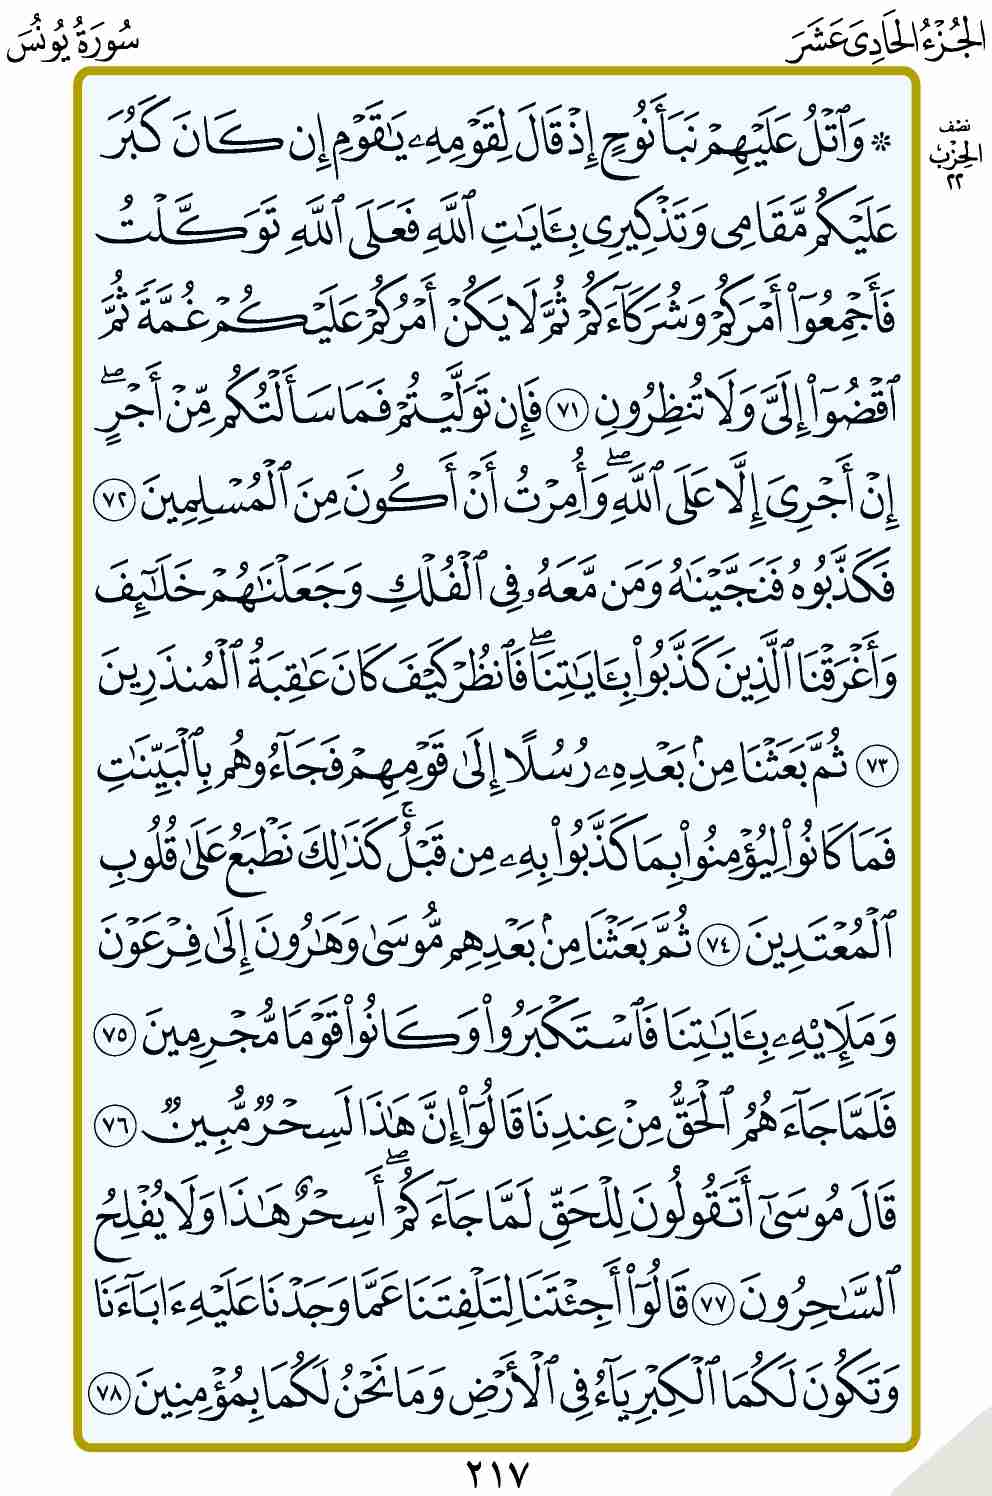 الجُزْءُ الحَادِيَ عَشَرَ
سُورَةُ يُونُسَ
نصف
الحِزْب
٢٢
۞ وَٱتْلُ عَلَيْهِمْ نَبَأَ نُوحٍ إِذْ قَالَ لِقَوْمِهِۦ يَٰقَوْمِ إِن كَانَ كَبُرَ
عَلَيْكُم مَّقَامِى وَتَذْكِيرِى بِـَٔايَٰتِ ٱللَّهِ فَعَلَى ٱللَّهِ تَوَكَّلْتُ
فَأَجْمِعُوٓا۟ أَمْرَكُمْ وَشُرَكَآءَكُمْ ثُمَّ لَا يَكُنْ أَمْرُكُمْ عَلَيْكُمْ غُمَّةً ثُمَّ
ٱقْضُوٓا۟ إِلَىَّ وَلَا تُنظِرُونِ ٧١ فَإِن تَوَلَّيْتُمْ فَمَا سَأَلْتُكُم مِّنْ أَجْرٍ ۖ
إِنْ أَجْرِىَ إِلَّا عَلَى ٱللَّهِ ۖ وَأُمِرْتُ أَنْ أَكُونَ مِنَ ٱلْمُسْلِمِينَ ٧٢
فَكَذَّبُوهُ فَنَجَّيْنَٰهُ وَمَن مَّعَهُۥ فِى ٱلْفُلْكِ وَجَعَلْنَٰهُمْ خَلَٰٓئِفَ
وَأَغْرَقْنَا ٱلَّذِينَ كَذَّبُوا۟ بِـَٔايَٰتِنَا ۖ فَٱنظُرْ كَيْفَ كَانَ عَٰقِبَةُ ٱلْمُنذَرِينَ
٧٣ ثُمَّ بَعَثْنَا مِنۢ بَعْدِهِۦ رُسُلًا إِلَىٰ قَوْمِهِمْ فَجَآءُوهُم بِٱلْبَيِّنَٰتِ
فَمَا كَانُوا۟ لِيُؤْمِنُوا۟ بِمَا كَذَّبُوا۟ بِهِۦ مِن قَبْلُ ۚ كَذَٰلِكَ نَطْبَعُ عَلَىٰ قُلُوبِ
ٱلْمُعْتَدِينَ ٧٤ ثُمَّ بَعَثْنَا مِنۢ بَعْدِهِم مُّوسَىٰ وَهَٰرُونَ إِلَىٰ فِرْعَوْنَ
وَمَلَإِي۟هِۦ بِـَٔايَٰتِنَا فَٱسْتَكْبَرُوا۟ وَكَانُوا۟ قَوْمًا مُّجْرِمِينَ ٧٥
فَلَمَّا جَآءَهُمُ ٱلْحَقُّ مِنْ عِندِنَا قَالُوٓا۟ إِنَّ هَٰذَا لَسِحْرٌ مُّبِينٌ ٧٦
قَالَ مُوسَىٰٓ أَتَقُولُونَ لِلْحَقِّ لَمَّا جَآءَكُمْ ۖ أَسِحْرٌ هَٰذَا وَلَا يُفْلِحُ
ٱلسَّٰحِرُونَ ٧٧ قَالُوٓا۟ أَجِئْتَنَا لِتَلْفِتَنَا عَمَّا وَجَدْنَا عَلَيْهِ ءَابَآءَنَا
وَتَكُونَ لَكُمَا ٱلْكِبْرِيَآءُ فِى ٱلْأَرْضِ وَمَا نَحْنُ لَكُمَا بِمُؤْمِنِينَ ٧٨
٢١٧